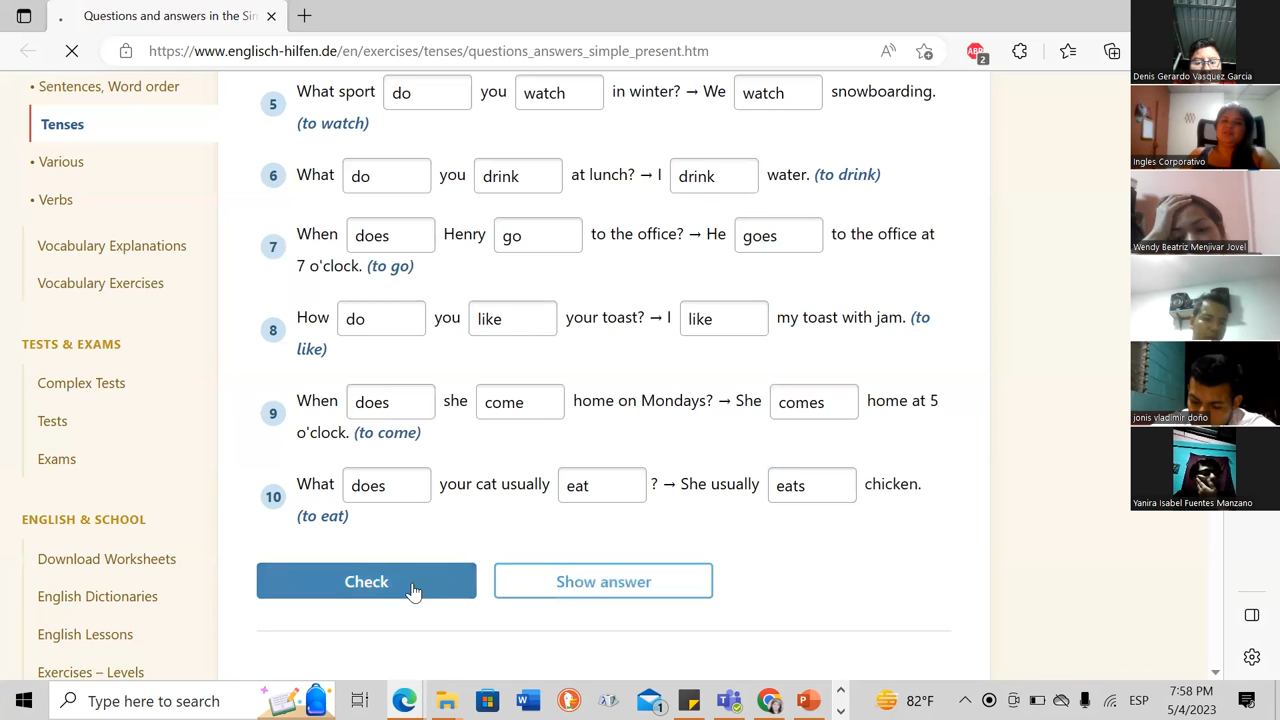 Questions and answers in the Sim
https://www.englisch-hilfen.de/en/exercises/tenses/questions_answers_simple_present.htm
ABP
2
Denis Gerardo Vasquez Garcia
Ingles Corporativo
Wendy Beatriz Menjivar Jovel
jonis vladimir doño
Yanira Isabel Fuentes Manzano
• Sentences, Word order
Tenses
• Various
• Verbs
Vocabulary Explanations
Vocabulary Exercises
TESTS & EXAMS
Complex Tests
Tests
Exams
ENGLISH & SCHOOL
Download Worksheets
English Dictionaries
English Lessons
Exercises – Levels
5 What sport do you watch in winter? → We watch snowboarding.
(to watch)
6 What do you drink at lunch? → I drink water. (to drink)
7 When does Henry go to the office? → He goes to the office at
7 o'clock. (to go)
8 How do you like your toast? → I like my toast with jam. (to
like)
9 When does she come home on Mondays? → She comes home at 5
o'clock. (to come)
10 What does your cat usually eat ? → She usually eats chicken.
(to eat)
Check
Show answer
Type here to search
1
82°F
ESP
7:58 PM
5/4/2023